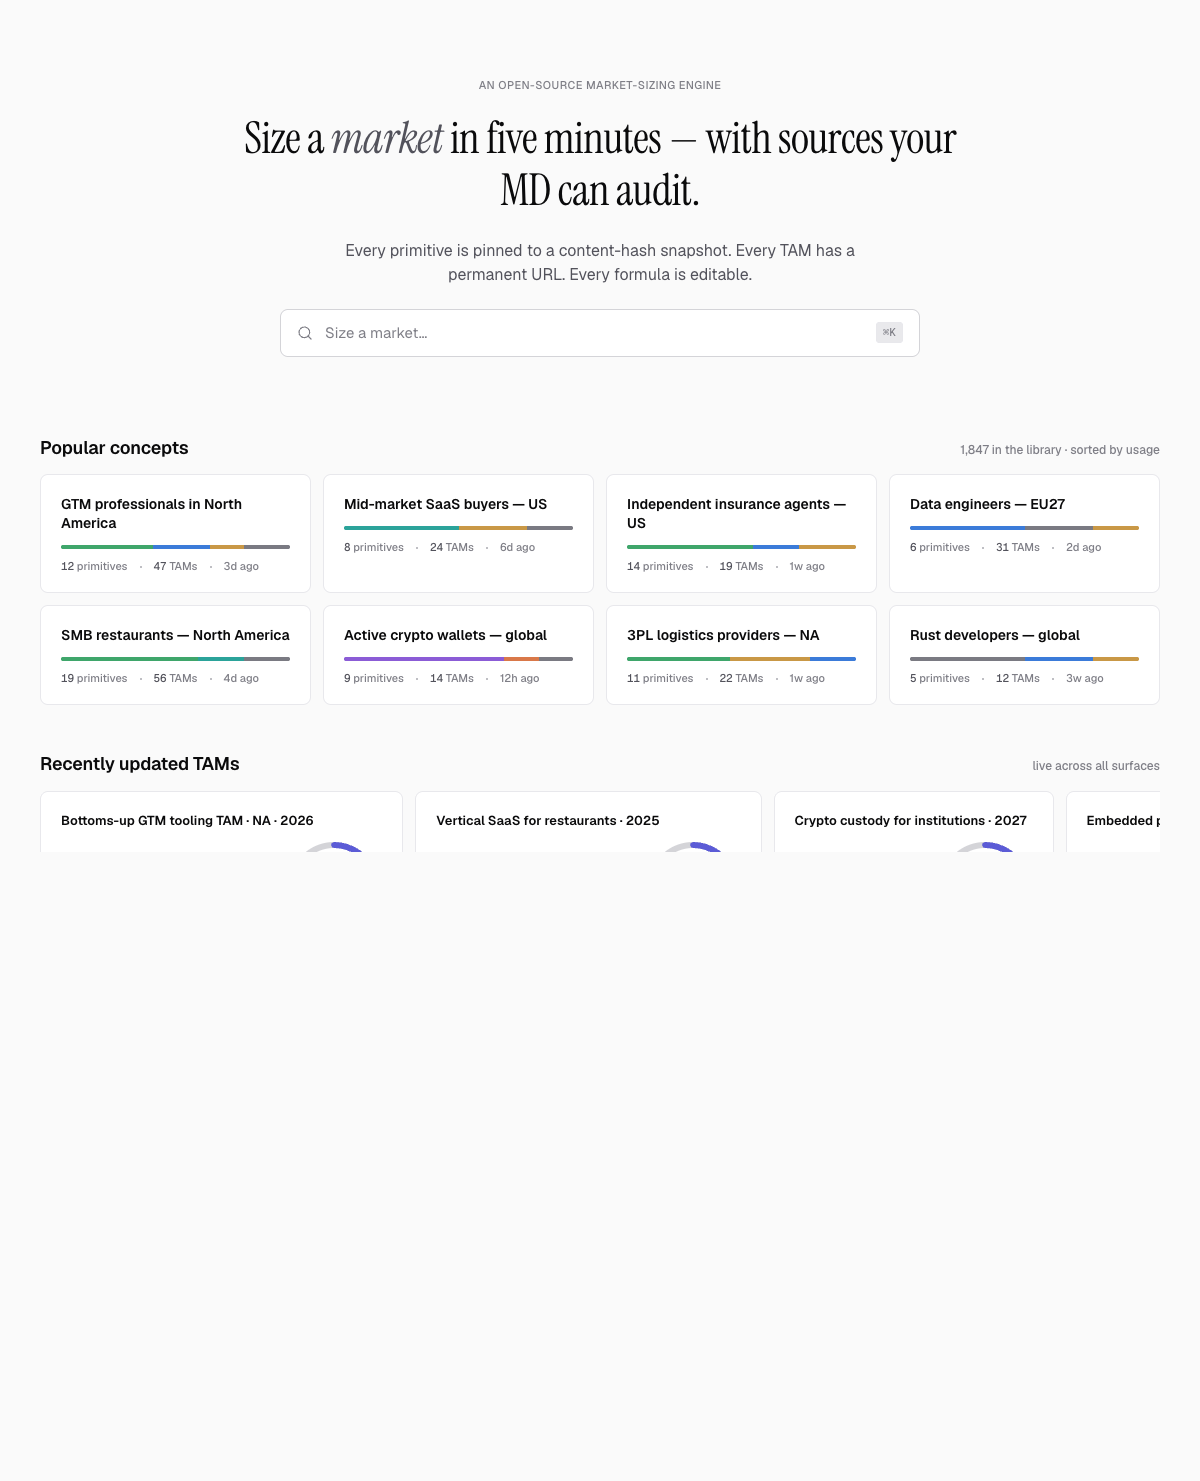 AN OPEN-SOURCE MARKET-SIZING ENGINE
Size a market in five minutes — with sources your
MD can audit.
Every primitive is pinned to a content-hash snapshot. Every TAM has a
permanent URL. Every formula is editable.
Size a market...
⌘K
Popular concepts
1,847 in the library · sorted by usage
GTM professionals in North
America
12 primitives · 47 TAMs · 3d ago
Mid-market SaaS buyers — US
8 primitives · 24 TAMs · 6d ago
Independent insurance agents —
US
14 primitives · 19 TAMs · 1w ago
Data engineers — EU27
6 primitives · 31 TAMs · 2d ago
SMB restaurants — North America
19 primitives · 56 TAMs · 4d ago
Active crypto wallets — global
9 primitives · 14 TAMs · 12h ago
3PL logistics providers — NA
11 primitives · 22 TAMs · 1w ago
Rust developers — global
5 primitives · 12 TAMs · 3w ago
Recently updated TAMs
live across all surfaces
Bottoms-up GTM tooling TAM · NA · 2026
Vertical SaaS for restaurants · 2025
Crypto custody for institutions · 2027
Embedded